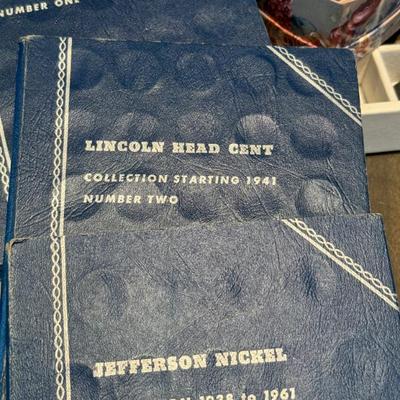 NUMBER ONE
LINCOLN HEAD CENT
COLLECTION STARTING 1941
NUMBER TWO
JEFFERSON NICKEL
1938 to 1961